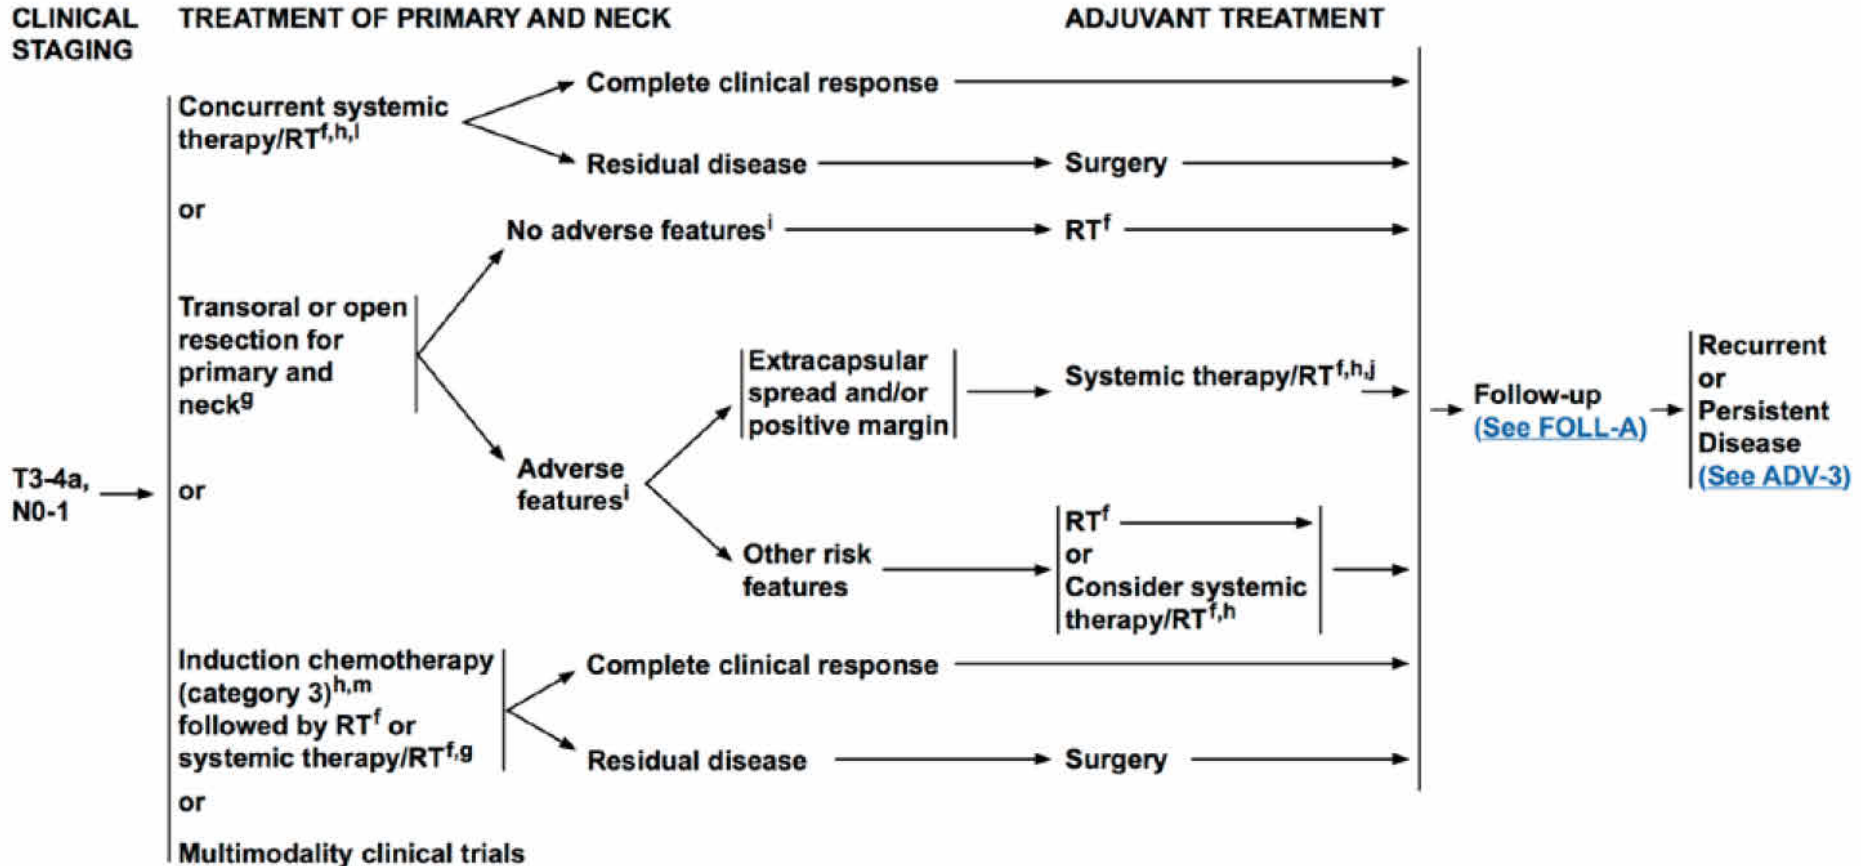 CLINICAL
STAGING
TREATMENT OF PRIMARY AND NECK
ADJUVANT TREATMENT
T3-4a,
N0-1
Concurrent systemic
therapy/RTf,h,l
Complete clinical response
Residual disease
Surgery
or
Transoral or open
resection for
primary and
neckg
No adverse featuresi
RTf
Adverse
featuresi
Extracapsular
spread and/or
positive margin
Systemic therapy/RTf,h,j
Other risk
features
RTf
or
Consider systemic
therapy/RTf,h
or
Induction chemotherapy
(category 3)h,m
followed by RTf or
systemic therapy/RTf,g
Complete clinical response
Residual disease
Surgery
or
Multimodality clinical trials
Follow-up
(See FOLL-A)
Recurrent
or
Persistent
Disease
(See ADV-3)